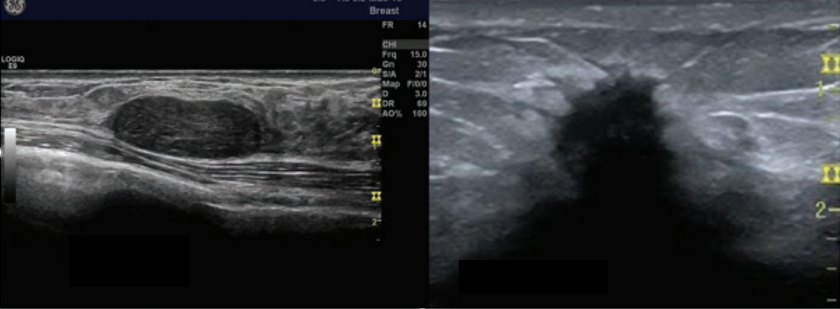 GE
Breast
FR 14
CHI
Frq 15.0
Gn 30
S/A 2/1
Map F/0/0
D 3.0
DR 69
AO% 100
LOGIQ
E9
1
2
1
2